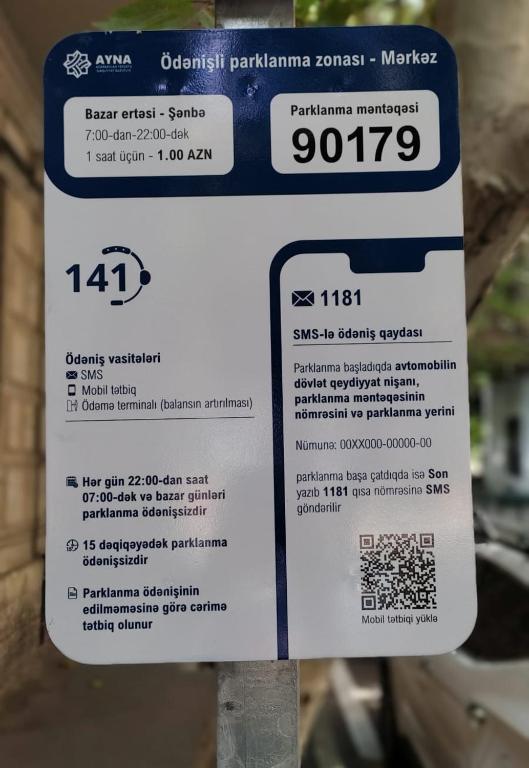 AYNA
Ödənişli parklanma zonası - Mərkəz
Bazar ertəsi - Şənbə
7:00-dan-22:00-dək
1 saat üçün - 1.00 AZN
Parklanma məntəqəsi
90179
141
Ödəniş vasitələri
SMS
Mobil tətbiq
Ödəmə terminalı (balansın artırılması)
Hər gün 22:00-dan saat
07:00-dək və bazar günləri
parklanma ödənişsizdir
15 dəqiqəyədək parklanma
ödənişsizdir
Parklanma ödənişinin
edilməməsinə görə cərimə
tətbiq olunur
1181
SMS-lə ödəniş qaydası
Parklanma başladıqda avtomobilin
dövlət qeydiyyat nişanı,
parklanma məntəqəsinin
nömrəsini və parklanma yerini
Nümunə: 00XX000-00000-00
parklanma başa çatdıqda isə Son
yazıb 1181 qısa nömrəsinə SMS
göndərilir
Mobil tətbiqi yüklə